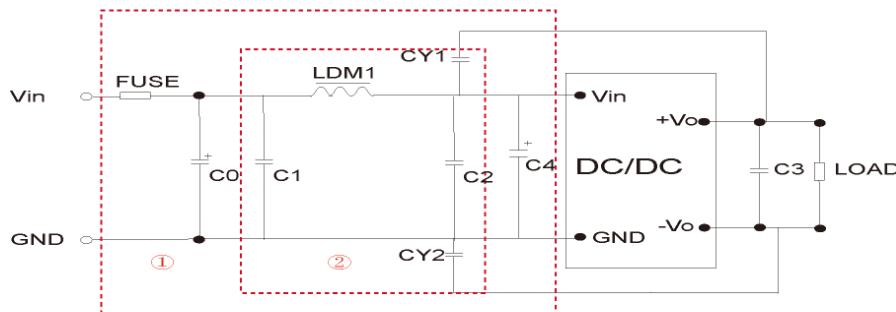 CY1
LDM1
FUSE
Vin
Vin
+Vo
+
C0
C1
C2
+
C4
DC/DC
C3
LOAD
GND
GND
-Vo
CY2
①
②